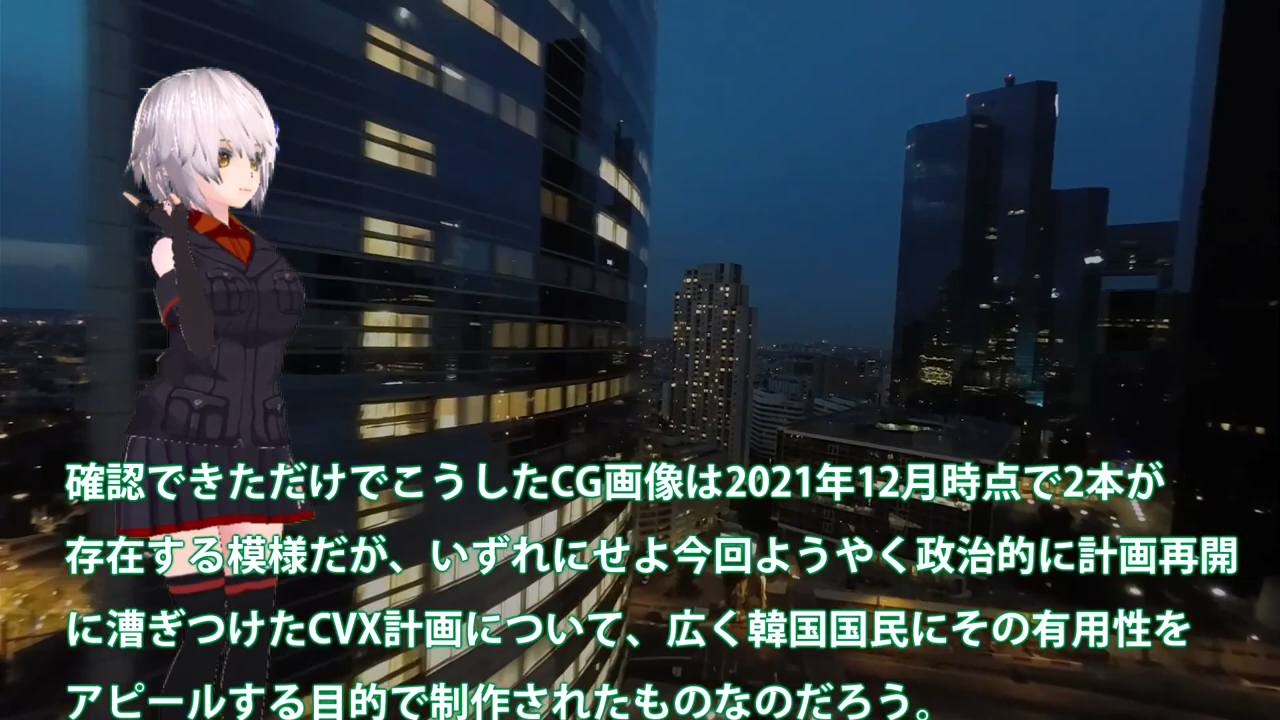 確認できただけでこうしたCG画像は2021年12月時点で2本が
存在する模様だが、いずれにせよ今回ようやく政治的に計画再開
に漕ぎつけたCVX計画について、広く韓国国民にその有用性を
アピールする目的で制作されたものなのだろう。